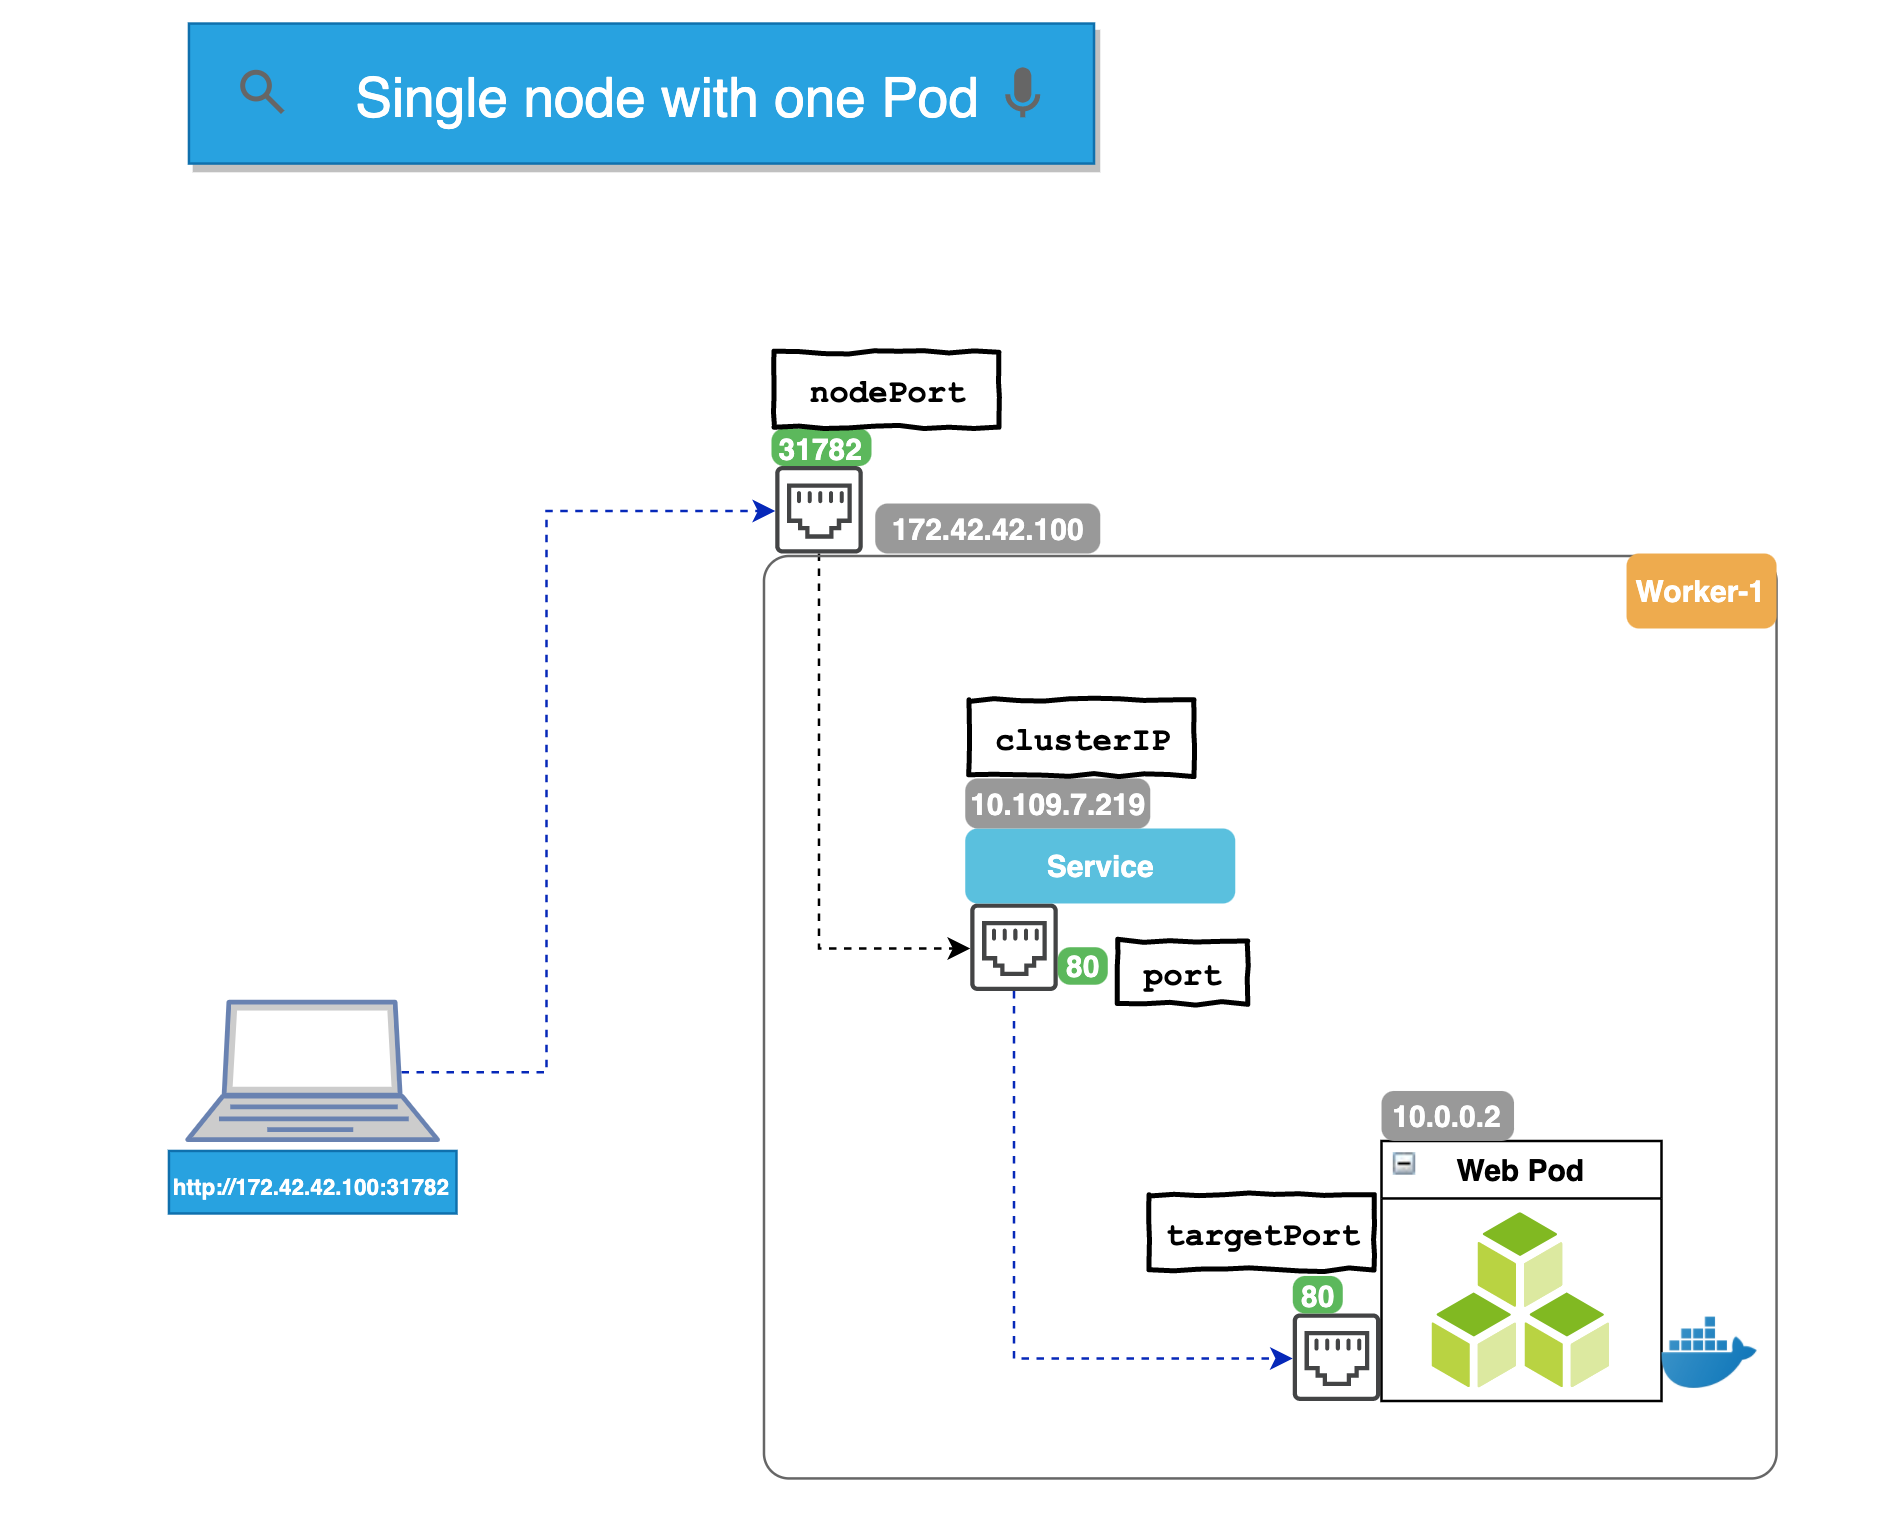 Single node with one Pod
nodePort
31782
172.42.42.100
Worker-1
clusterIP
10.109.7.219
Service
80
port
http://172.42.42.100:31782
10.0.0.2
Web Pod
targetPort
80